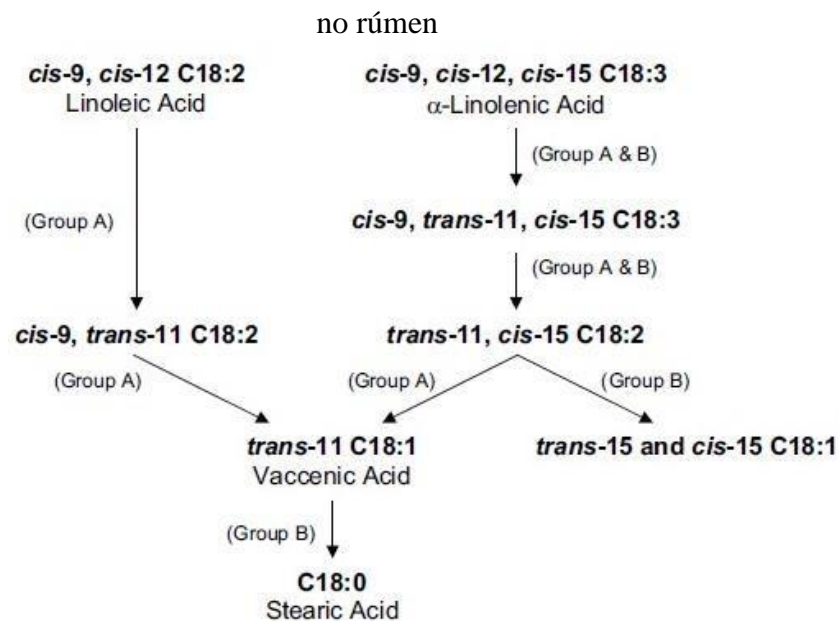 no rúmen
cis-9, cis-12 C18:2
Linoleic Acid
cis-9, cis-12, cis-15 C18:3
α-Linolenic Acid
(Group A & B)
(Group A)
cis-9, trans-11, cis-15 C18:3
(Group A & B)
cis-9, trans-11 C18:2
trans-11, cis-15 C18:2
(Group A)
(Group A)
(Group B)
trans-11 C18:1
Vaccenic Acid
trans-15 and cis-15 C18:1
(Group B)
C18:0
Stearic Acid